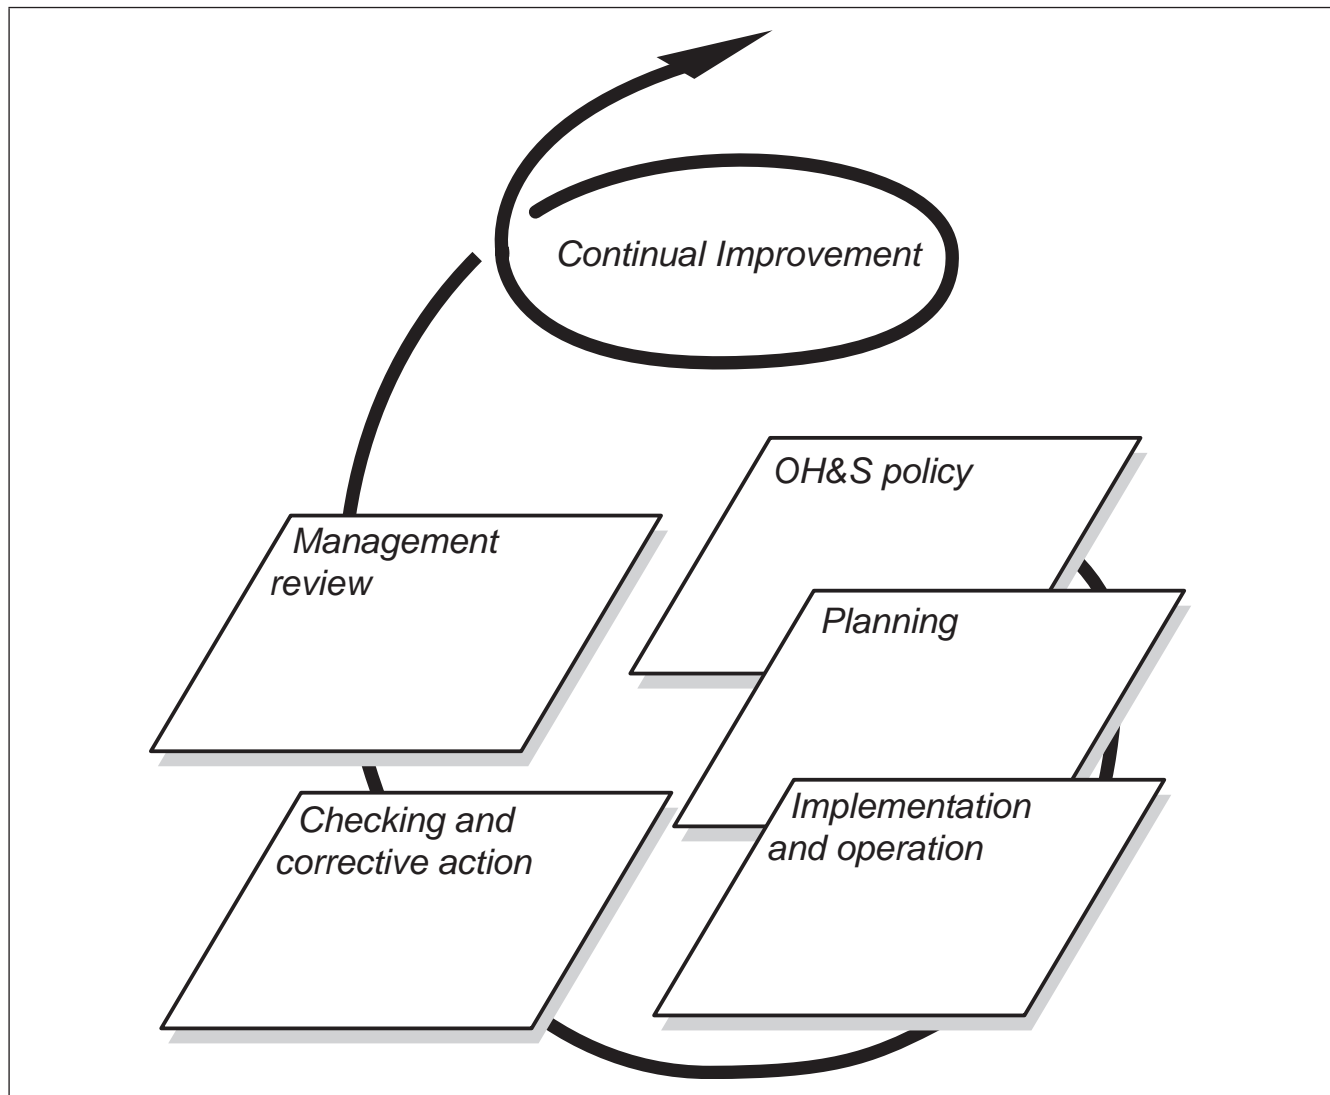 Continual Improvement
OH&S policy
Management
review
Planning
Checking and
corrective action
Implementation
and operation